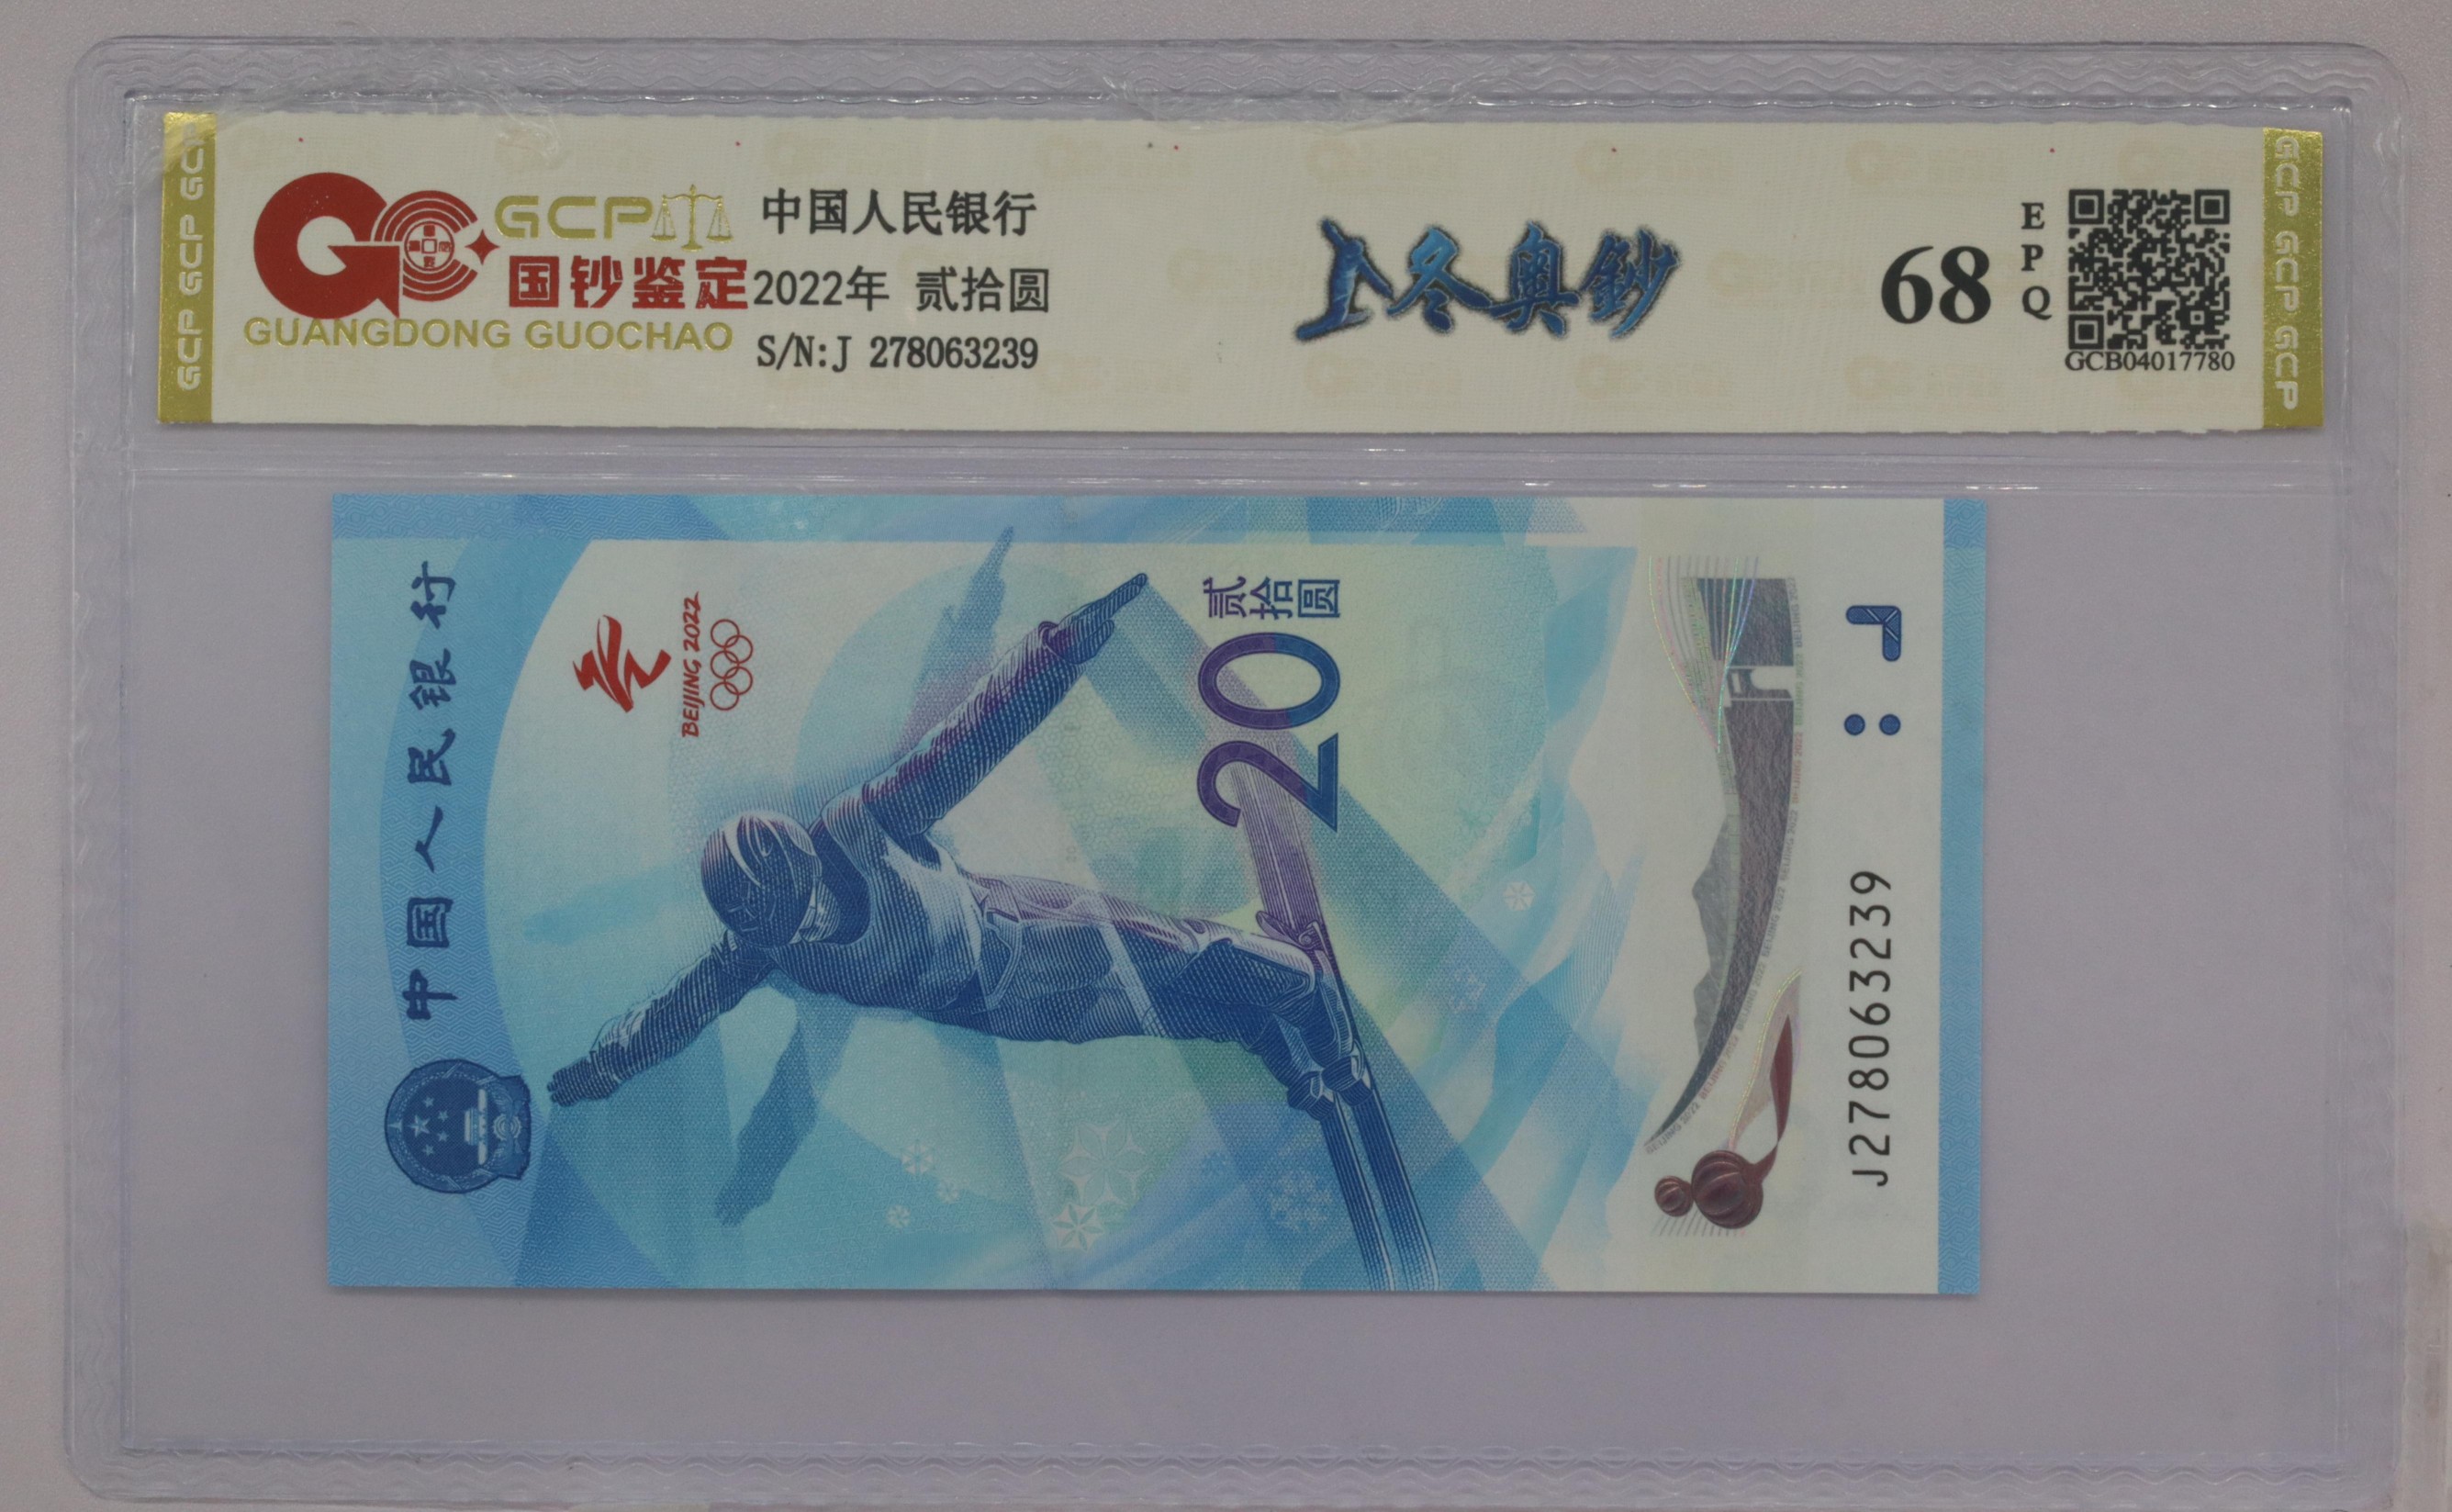 GCP
国钞鉴定
GUANGDONG GUOCHAO
中国人民银行
2022年 贰拾圆
S/N:J 278063239
冬奥鈔
68
EPQ
GCB04017780
GCP GCP GCP
GCP GCP GCP
中国人民银行
BEIJING 2022
贰拾圆
20
J278063239